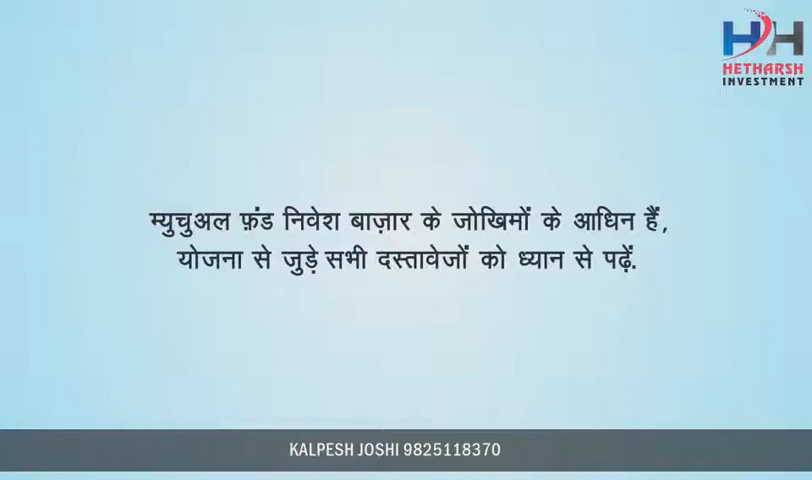 HETHARSH
INVESTMENT
म्युचुअल फ़ंड निवेश बाज़ार के जोखिमों के आधिन हैं,
योजना से जुड़े सभी दस्तावेजों को ध्यान से पढ़ें.
KALPESH JOSHI 9825118370